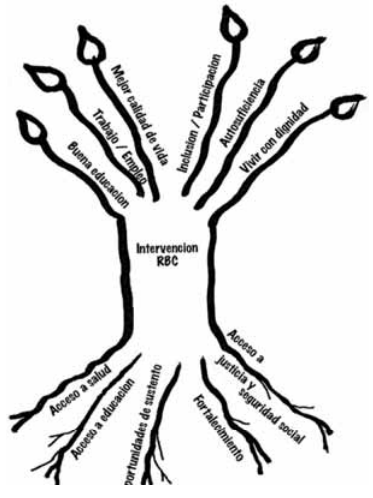 Buena educacion
Trabajo / Empleo
Mejor calidad de vida
Inclusion / Participacion
Autosuficiencia
Vivir con dignidad
Intervencion
RBC
Acceso a salud
Acceso a educacion
portunidades de sustento
Fortalecimiento
Acceso a
justicia y
seguridad social